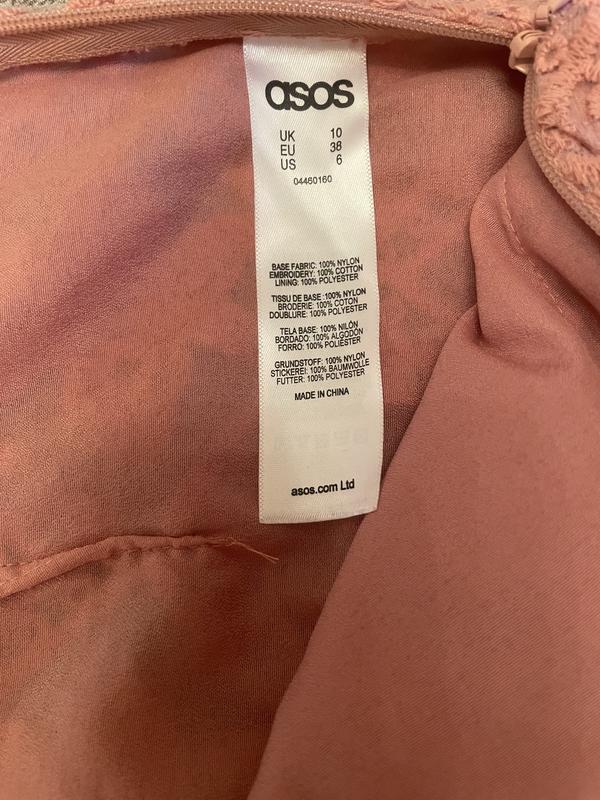 asos
UK 10
EU 38
US 6
04460160
BASE FABRIC: 100% NYLON
EMBROIDERY: 100% COTTON
LINING: 100% POLYESTER
TISSU DE BASE :100% NYLON
BRODERIE: 100% COTON
DOUBLURE: 100% POLYESTER
TELA BASE: 100% NILÓN
BORDADO: 100% ALGODÓN
FORRO: 100% POLIÉSTER
GRUNDSTOFF: 100% NYLON
STICKEREI: 100% BAUMWOLLE
FUTTER: 100% POLYESTER
MADE IN CHINA
asos.com Ltd